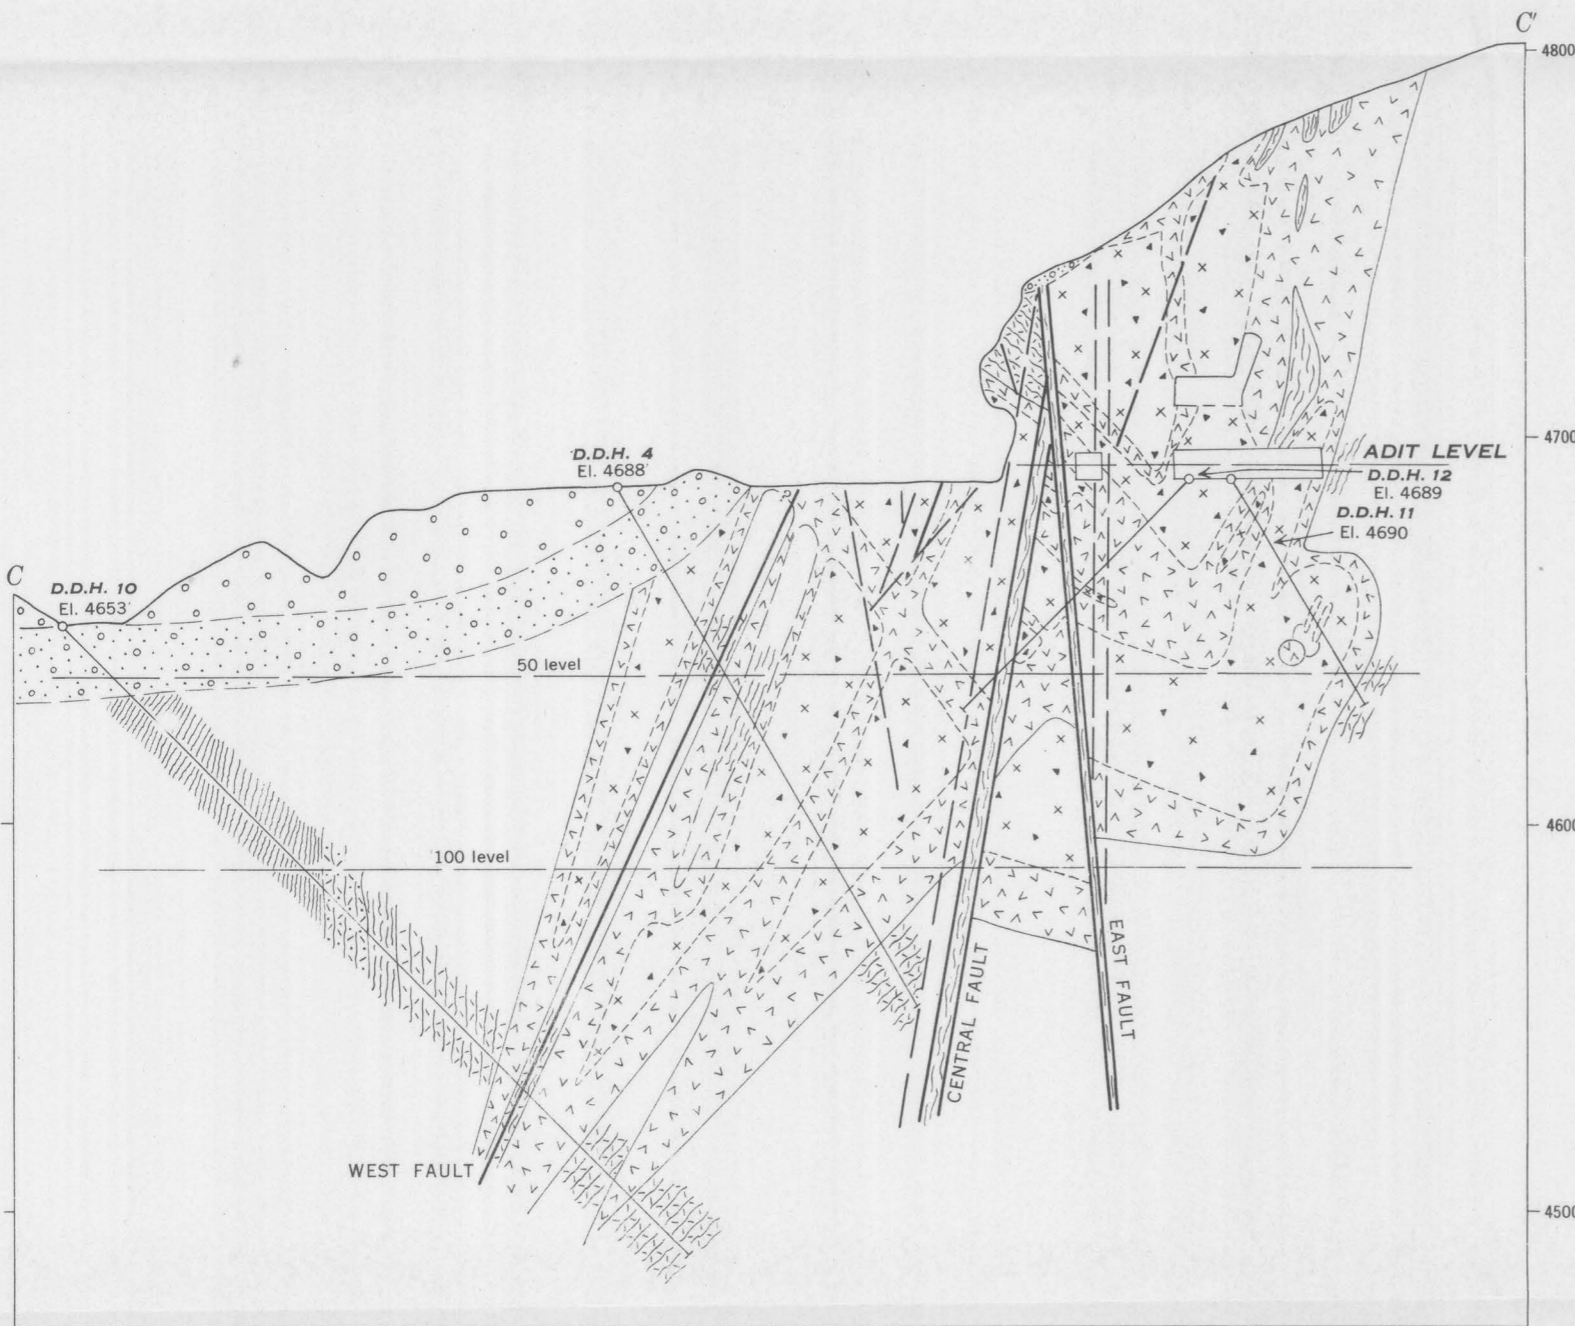 C'
4800
D.D.H. 4
El. 4688'
4700
ADIT LEVEL
D.D.H. 12
El. 4689
D.D.H. 11
El. 4690
C
D.D.H. 10
El. 4653'
50 level
4600
100 level
EAST FAULT
CENTRAL FAULT
WEST FAULT
4500